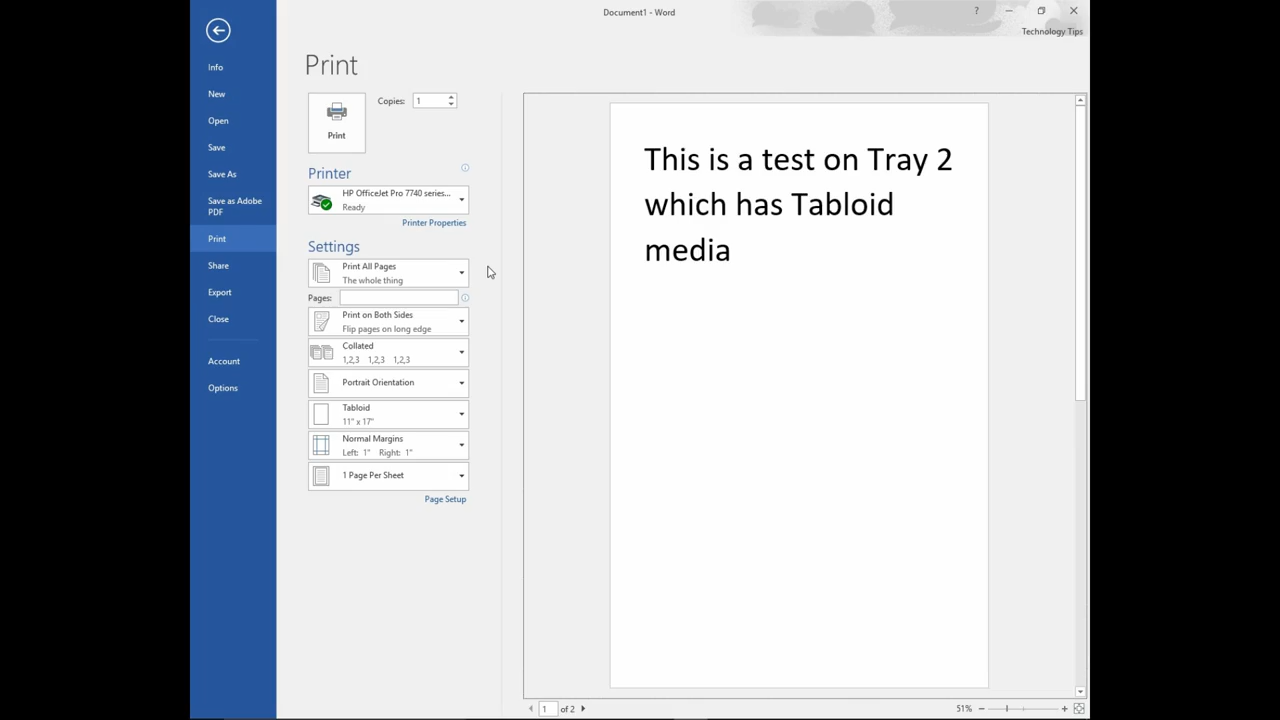 Document1 - Word
?
Technology Tips
Info
New
Open
Save
Save As
Save as Adobe
PDF
Print
Share
Export
Close
Account
Options
Print
Print
Copies: 1
Printer
HP OfficeJet Pro 7740 series...
Ready
Printer Properties
Settings
Print All Pages
The whole thing
Pages:
Print on Both Sides
Flip pages on long edge
Collated
1,2,3 1,2,3 1,2,3
Portrait Orientation
Tabloid
11" x 17"
Normal Margins
Left: 1" Right: 1"
1 Page Per Sheet
Page Setup
This is a test on Tray 2
which has Tabloid
media
1 of 2
51%